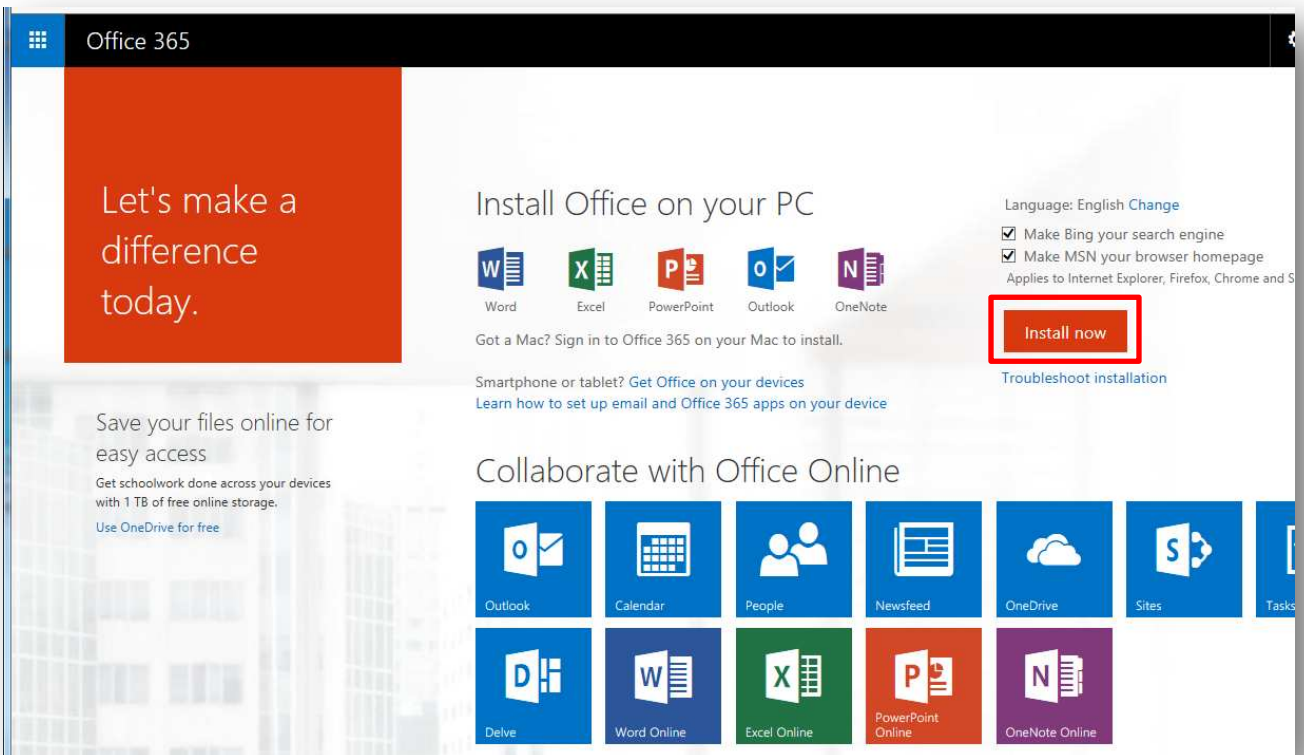 Office 365
Let's make a
difference
today.
Save your files online for
easy access
Get schoolwork done across your devices
with 1 TB of free online storage.
Use OneDrive for free
Install Office on your PC
Word Excel PowerPoint Outlook OneNote
Got a Mac? Sign in to Office 365 on your Mac to install.
Smartphone or tablet? Get Office on your devices
Learn how to set up email and Office 365 apps on your device
Language: English Change
Make Bing your search engine
Make MSN your browser homepage
Applies to Internet Explorer, Firefox, Chrome and S
Install now
Troubleshoot installation
Collaborate with Office Online
Outlook Calendar People Newsfeed OneDrive Sites Tasks
Delve Word Online Excel Online PowerPoint
Online OneNote Online